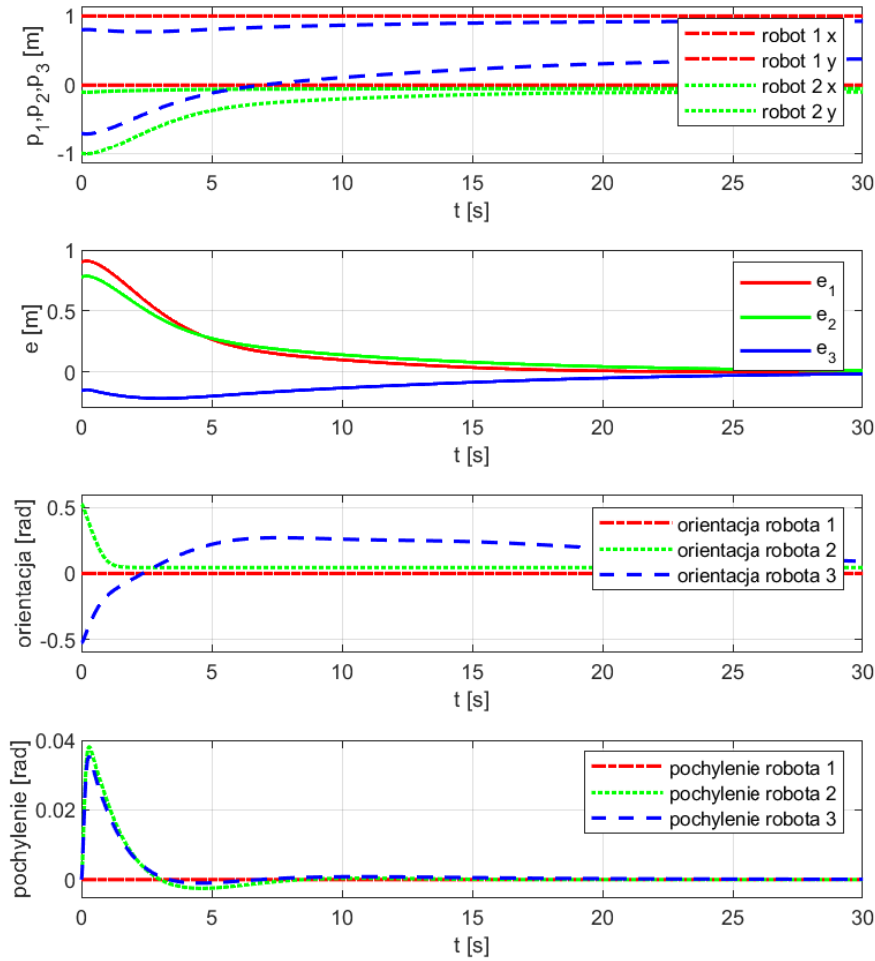 1
0
-1
p1,p2,p3 [m]
robot 1 x
robot 1 y
robot 2 x
robot 2 y
0 5 10 15 20 25 30
t [s]
1
0.5
0
e [m]
e1
e2
e3
0 5 10 15 20 25 30
t [s]
0.5
0
-0.5
orientacja [rad]
orientacja robota 1
orientacja robota 2
orientacja robota 3
0 5 10 15 20 25 30
t [s]
0.04
0.02
0
pochylenie [rad]
pochylenie robota 1
pochylenie robota 2
pochylenie robota 3
0 5 10 15 20 25 30
t [s]